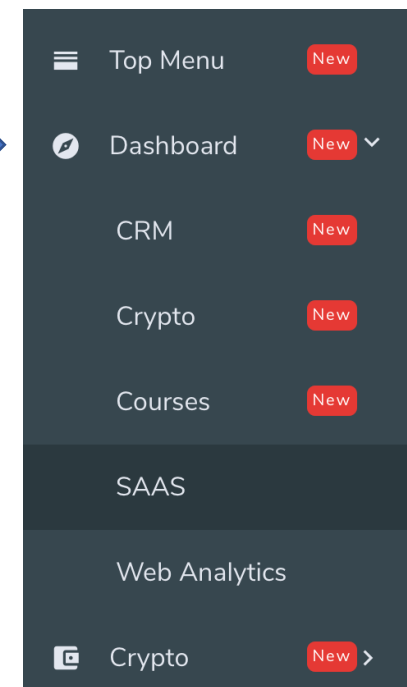 Top Menu New
Dashboard New
CRM New
Crypto New
Courses New
SAAS
Web Analytics
Crypto New